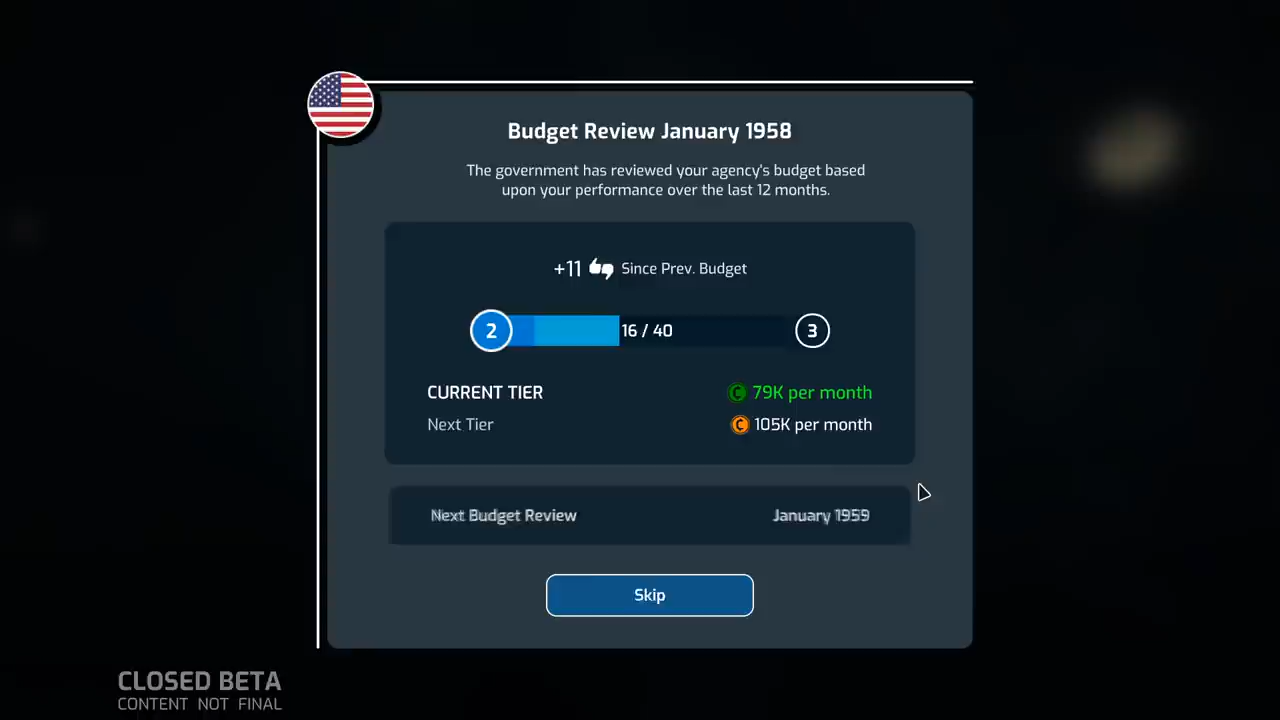 Budget Review January 1958
The government has reviewed your agency's budget based
upon your performance over the last 12 months.
+11 Since Prev. Budget
2 16 / 40 3
CURRENT TIER C 79K per month
Next Tier C 105K per month
Next Budget Review January 1959
Skip
CLOSED BETA
CONTENT NOT FINAL